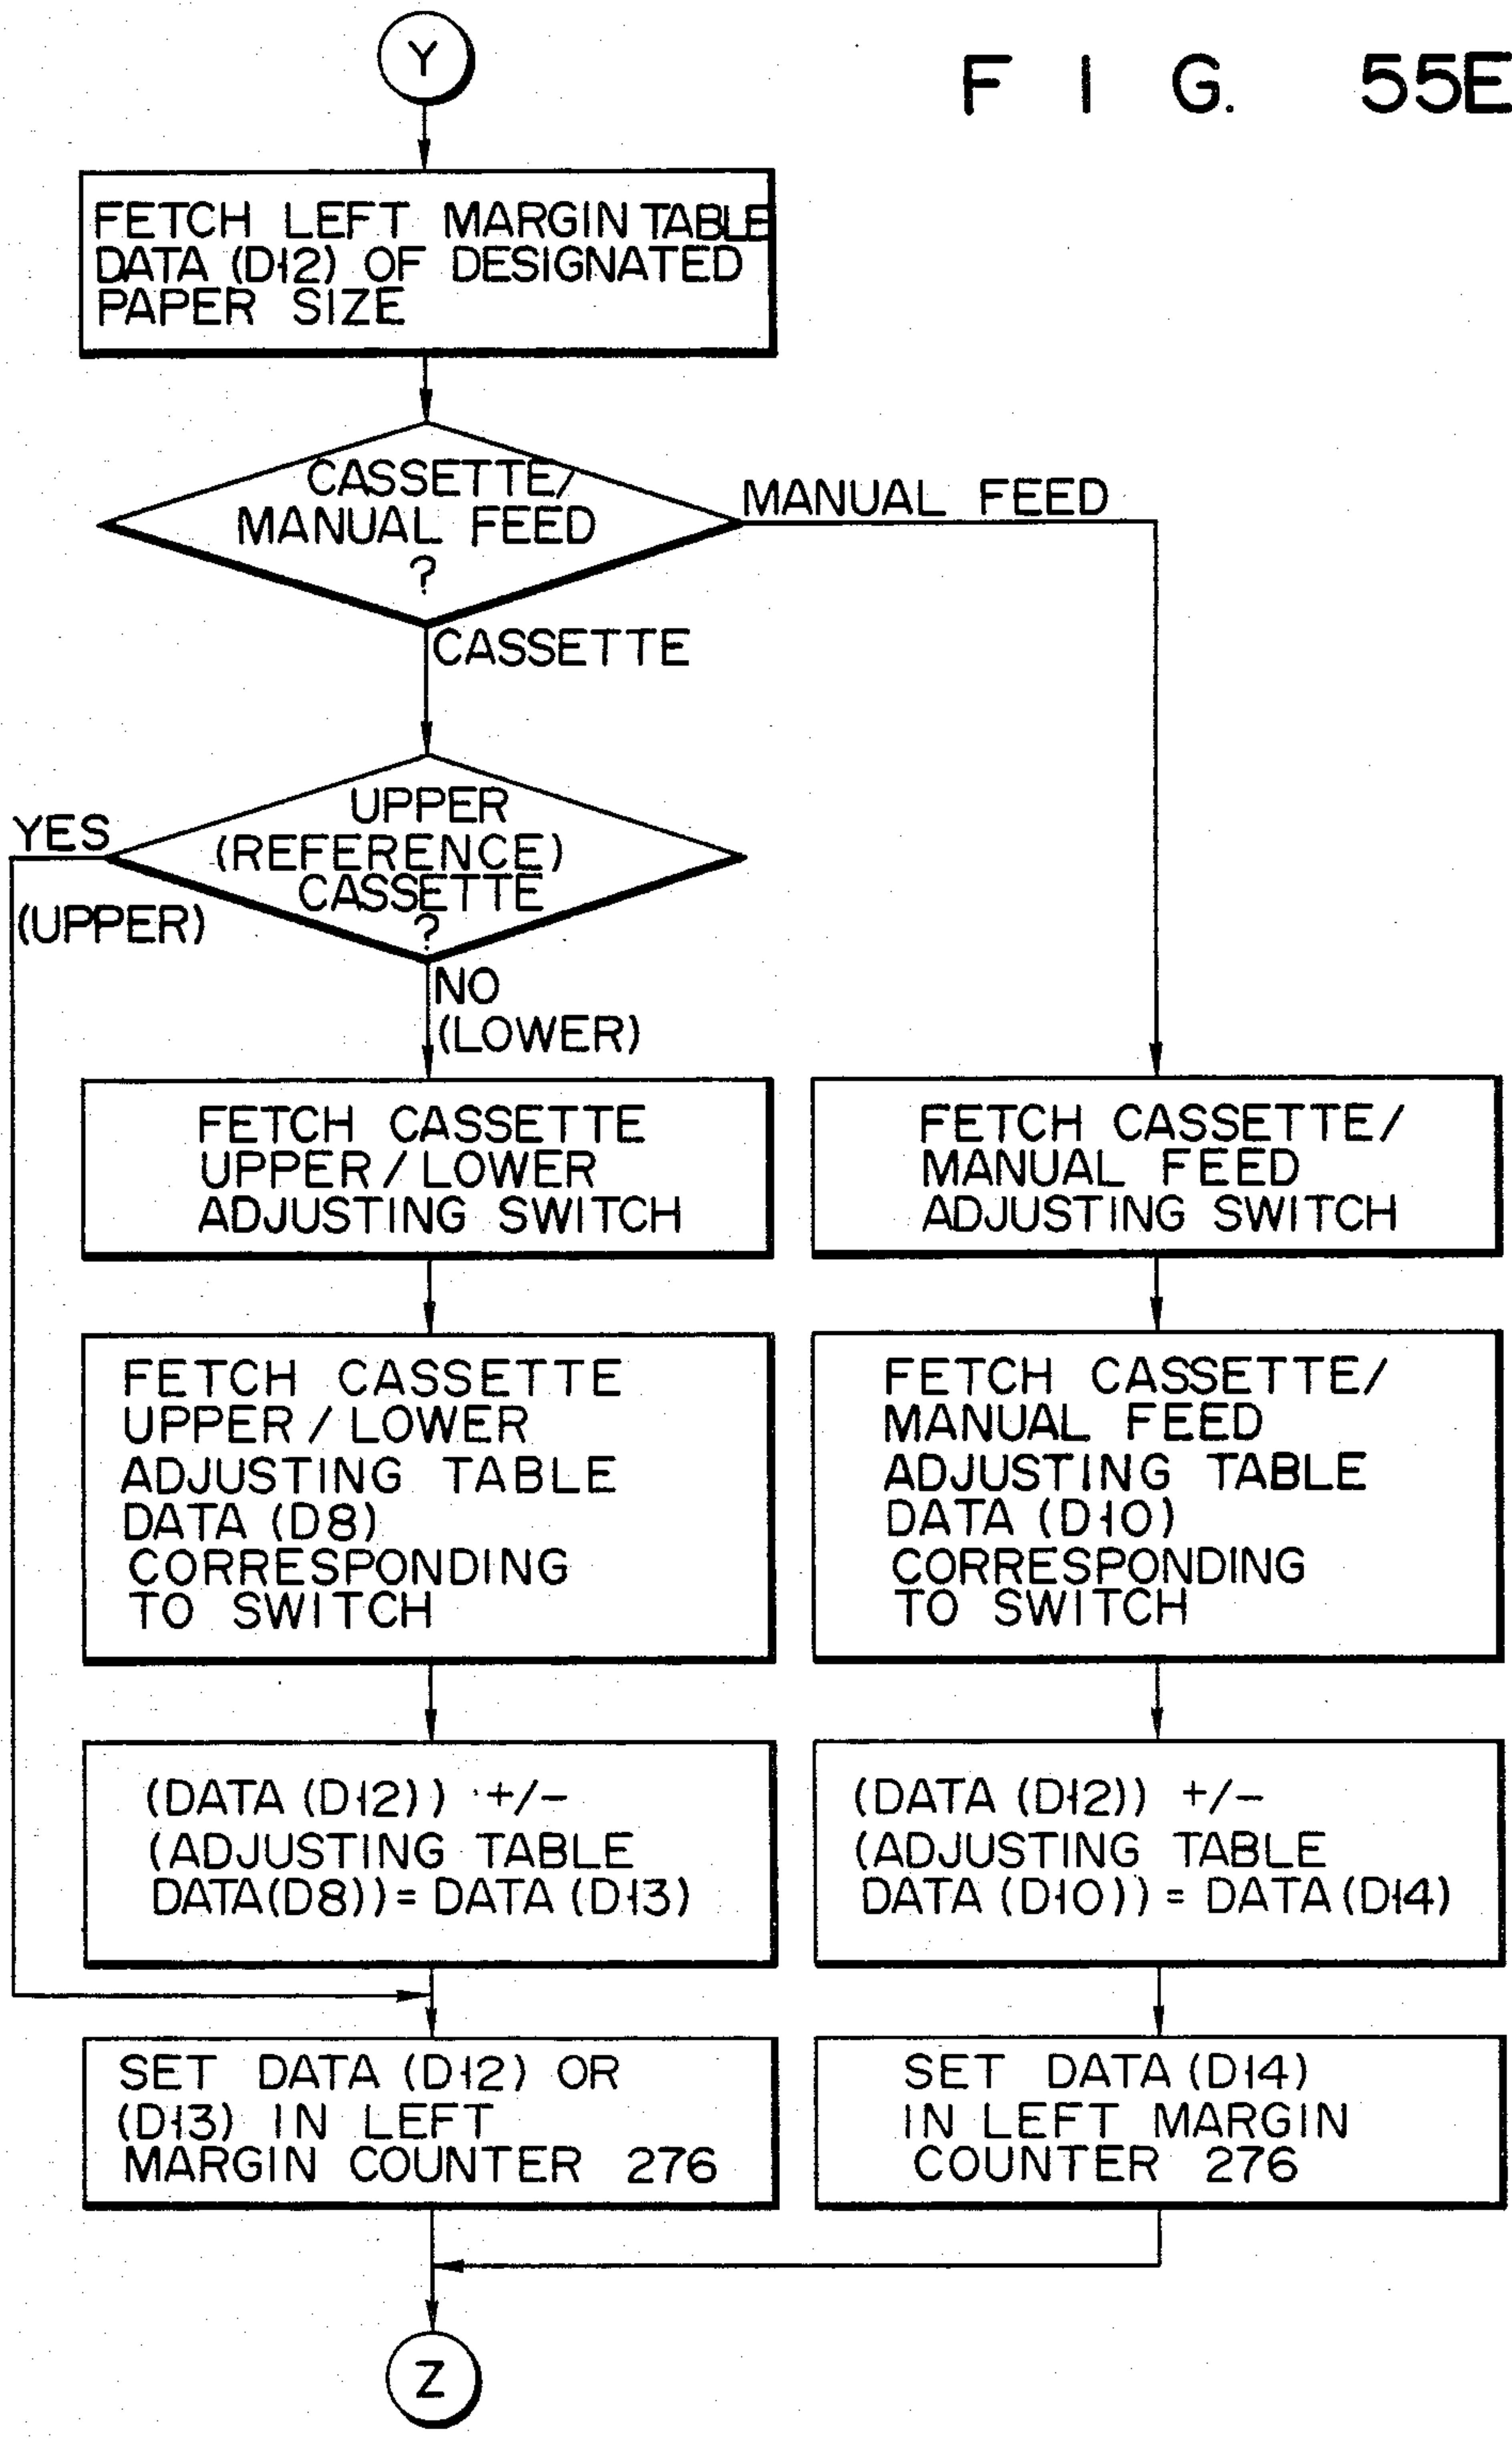 Y
F I G. 55E
FETCH LEFT MARGIN TABLE
DATA (D12) OF DESIGNATED
PAPER SIZE
CASSETTE/
MANUAL FEED
?
MANUAL FEED
CASSETTE
UPPER
(REFERENCE)
CASSETTE
?
YES
(UPPER)
NO
(LOWER)
FETCH CASSETTE
UPPER/LOWER
ADJUSTING SWITCH
FETCH CASSETTE/
MANUAL FEED
ADJUSTING SWITCH
FETCH CASSETTE
UPPER/LOWER
ADJUSTING TABLE
DATA (D8)
CORRESPONDING
TO SWITCH
FETCH CASSETTE/
MANUAL FEED
ADJUSTING TABLE
DATA (D10)
CORRESPONDING
TO SWITCH
(DATA (D12)) +/-
(ADJUSTING TABLE
DATA(D8)) = DATA (D13)
(DATA (D12)) +/-
(ADJUSTING TABLE
DATA (D10)) = DATA (D14)
SET DATA (D12) OR
(D13) IN LEFT
MARGIN COUNTER 276
SET DATA (D14)
IN LEFT MARGIN
COUNTER 276
Z